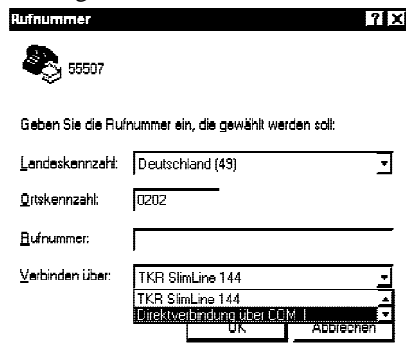 Rufnummer
55507
Geben Sie die Rufnummer ein, die gewählt werden soll:
Landeskennzahl: Deutschland (49)
Ortskennzahl: 0202
Rufnummer:
Verbinden über: TKR SlimLine 144
TKR SlimLine 144
Direktverbindung über COM 1
OK Abbrechen